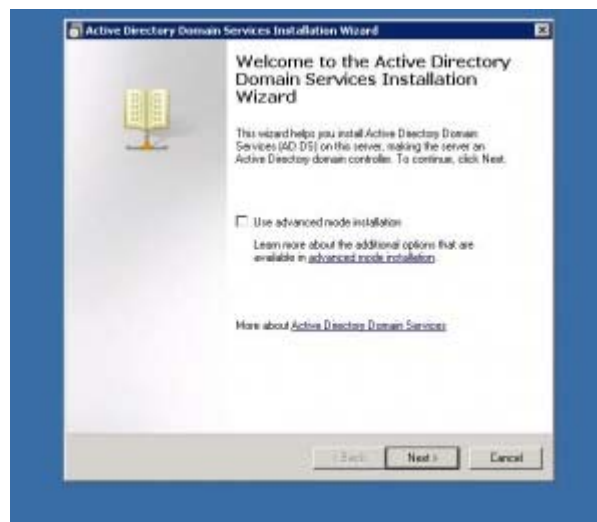 Active Directory Domain Services Installation Wizard
Welcome to the Active Directory
Domain Services Installation
Wizard
This wizard helps you install Active Directory Domain
Services (AD DS) on this server, making the server an
Active Directory domain controller. To continue, click Next.
Use advanced mode installation
Learn more about the additional options that are
available in advanced mode installation.
More about Active Directory Domain Services
< Back
Next >
Cancel